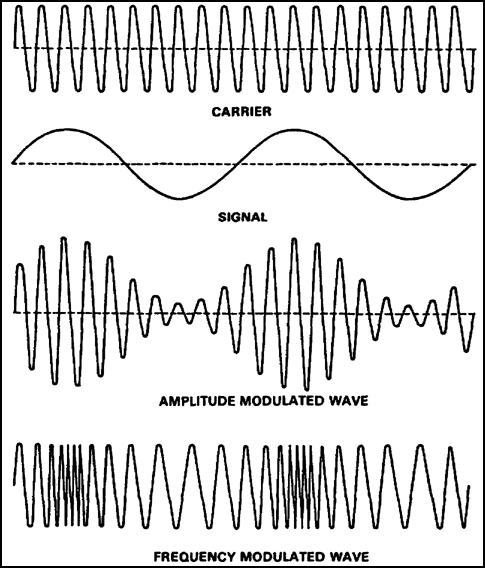 CARRIER
SIGNAL
AMPLITUDE MODULATED WAVE
FREQUENCY MODULATED WAVE